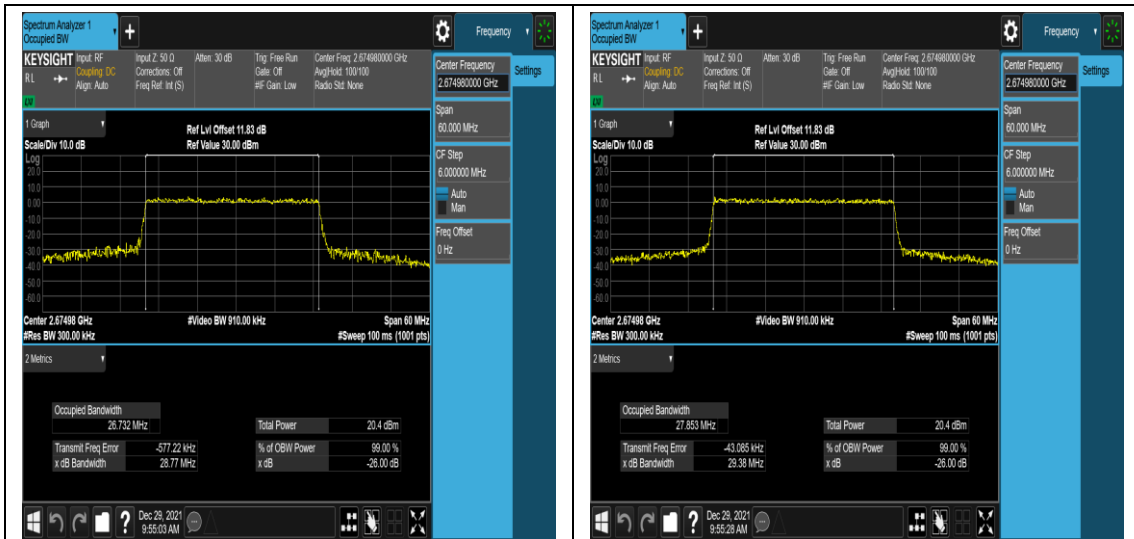 Spectrum Analyzer 1
Occupied BW
+
Frequency
KEYSIGHT Input: RF Input Z: 50 Ω Atten: 30 dB Trig: Free Run Center Freq: 2.674980000 GHz
RL Coupling: DC Corrections: Off Gate: Off Avg|Hold: 100/100
Align: Auto Freq Ref: Int (S) #IF Gain: Low Radio Std: None
LXI
Center Frequency
2.674980000 GHz
Settings
Span
60.000 MHz
CF Step
6.000000 MHz
Auto
Man
Freq Offset
0 Hz
1 Graph
Ref Lvl Offset 11.83 dB
Scale/Div 10.0 dB Ref Value 30.00 dBm
Log
20.0
10.0
0.00
-10.0
-20.0
-30.0
-40.0
-50.0
-60.0
Center 2.67498 GHz #Video BW 910.00 kHz Span 60 MHz
#Res BW 300.00 kHz #Sweep 100 ms (1001 pts)
2 Metrics
Occupied Bandwidth
26.732 MHz Total Power 20.4 dBm
Transmit Freq Error -577.22 kHz % of OBW Power 99.00 %
x dB Bandwidth 28.77 MHz x dB -26.00 dB
? Dec 29, 2021
9:55:03 AM
Spectrum Analyzer 1
Occupied BW
+
Frequency
KEYSIGHT Input: RF Input Z: 50 Ω Atten: 30 dB Trig: Free Run Center Freq: 2.674980000 GHz
RL Coupling: DC Corrections: Off Gate: Off Avg|Hold: 100/100
Align: Auto Freq Ref: Int (S) #IF Gain: Low Radio Std: None
LXI
Center Frequency
2.674980000 GHz
Settings
Span
60.000 MHz
CF Step
6.000000 MHz
Auto
Man
Freq Offset
0 Hz
1 Graph
Ref Lvl Offset 11.83 dB
Scale/Div 10.0 dB Ref Value 30.00 dBm
Log
20.0
10.0
0.00
-10.0
-20.0
-30.0
-40.0
-50.0
-60.0
Center 2.67498 GHz #Video BW 910.00 kHz Span 60 MHz
#Res BW 300.00 kHz #Sweep 100 ms (1001 pts)
2 Metrics
Occupied Bandwidth
27.853 MHz Total Power 20.4 dBm
Transmit Freq Error -43.085 kHz % of OBW Power 99.00 %
x dB Bandwidth 29.38 MHz x dB -26.00 dB
? Dec 29, 2021
9:55:28 AM